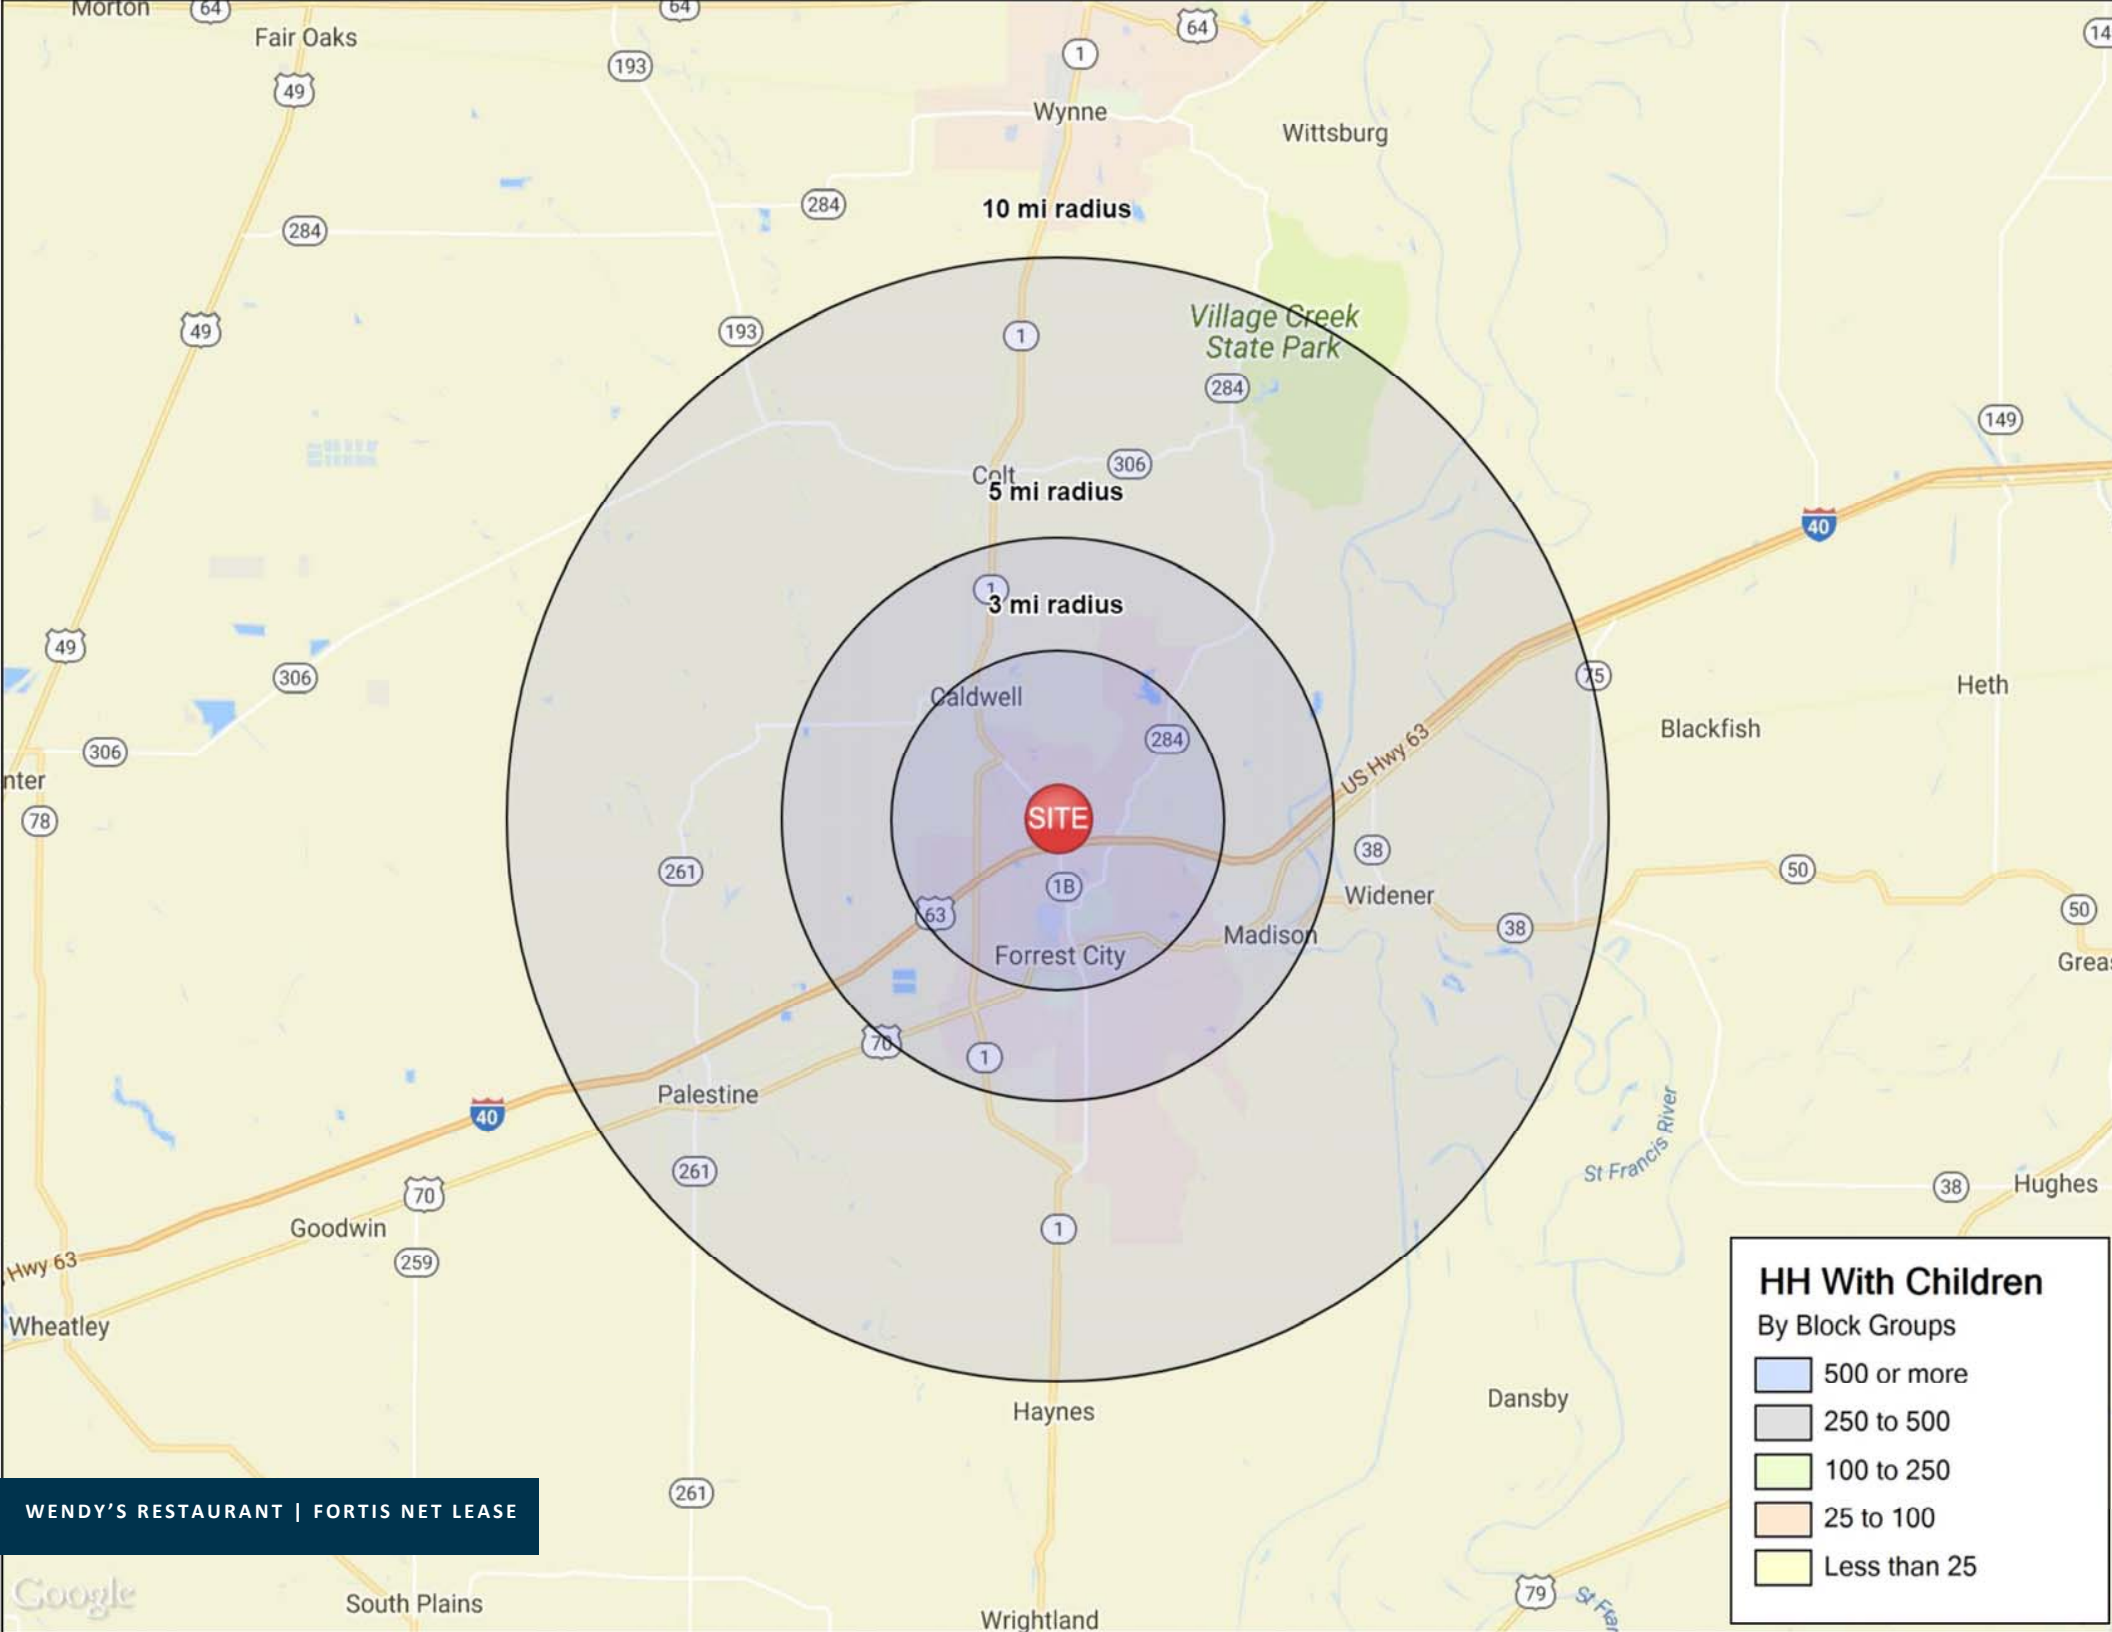 Morton
64
64
Fair Oaks
64
14
193
1
49
Wynne
Wittsburg
284
10 mi radius
284
Village Creek
State Park
49
193
1
284
149
Colt
306
5 mi radius
40
1
3 mi radius
49
306
75
Heth
Caldwell
284
Blackfish
306
US Hwy 63
nter
78
SITE
38
261
50
1B
Widener
63
50
38
Madison
Forrest City
Greas
70
1
Palestine
40
St Francis River
261
38
Hughes
70
Goodwin
1
259
Hwy 63
HH With Children
By Block Groups
500 or more
250 to 500
100 to 250
25 to 100
Less than 25
Wheatley
Haynes
Dansby
261
WENDY'S RESTAURANT | FORTIS NET LEASE
Google
South Plains
79
St Fra
Wrightland